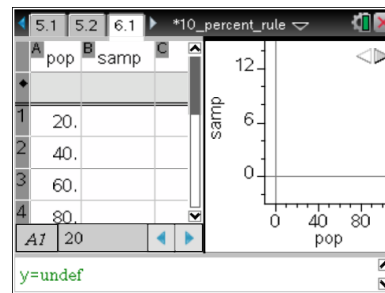 5.1 5.2 6.1 *10_percent_rule
A pop B samp C
1 20.
2 40.
3 60.
4 80.
A1 20
samp
12
6
0
0 40 80
pop
y=undef